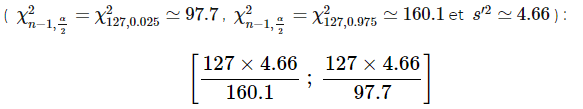 ( χ²_{n−1, α/2} = χ²_{127,0.025} ≃ 97.7 , χ²_{n−1, α/2} = χ²_{127,0.975} ≃ 160.1 et s′² ≃ 4.66 ) :
[ (127 × 4.66)/160.1 ; (127 × 4.66)/97.7 ]